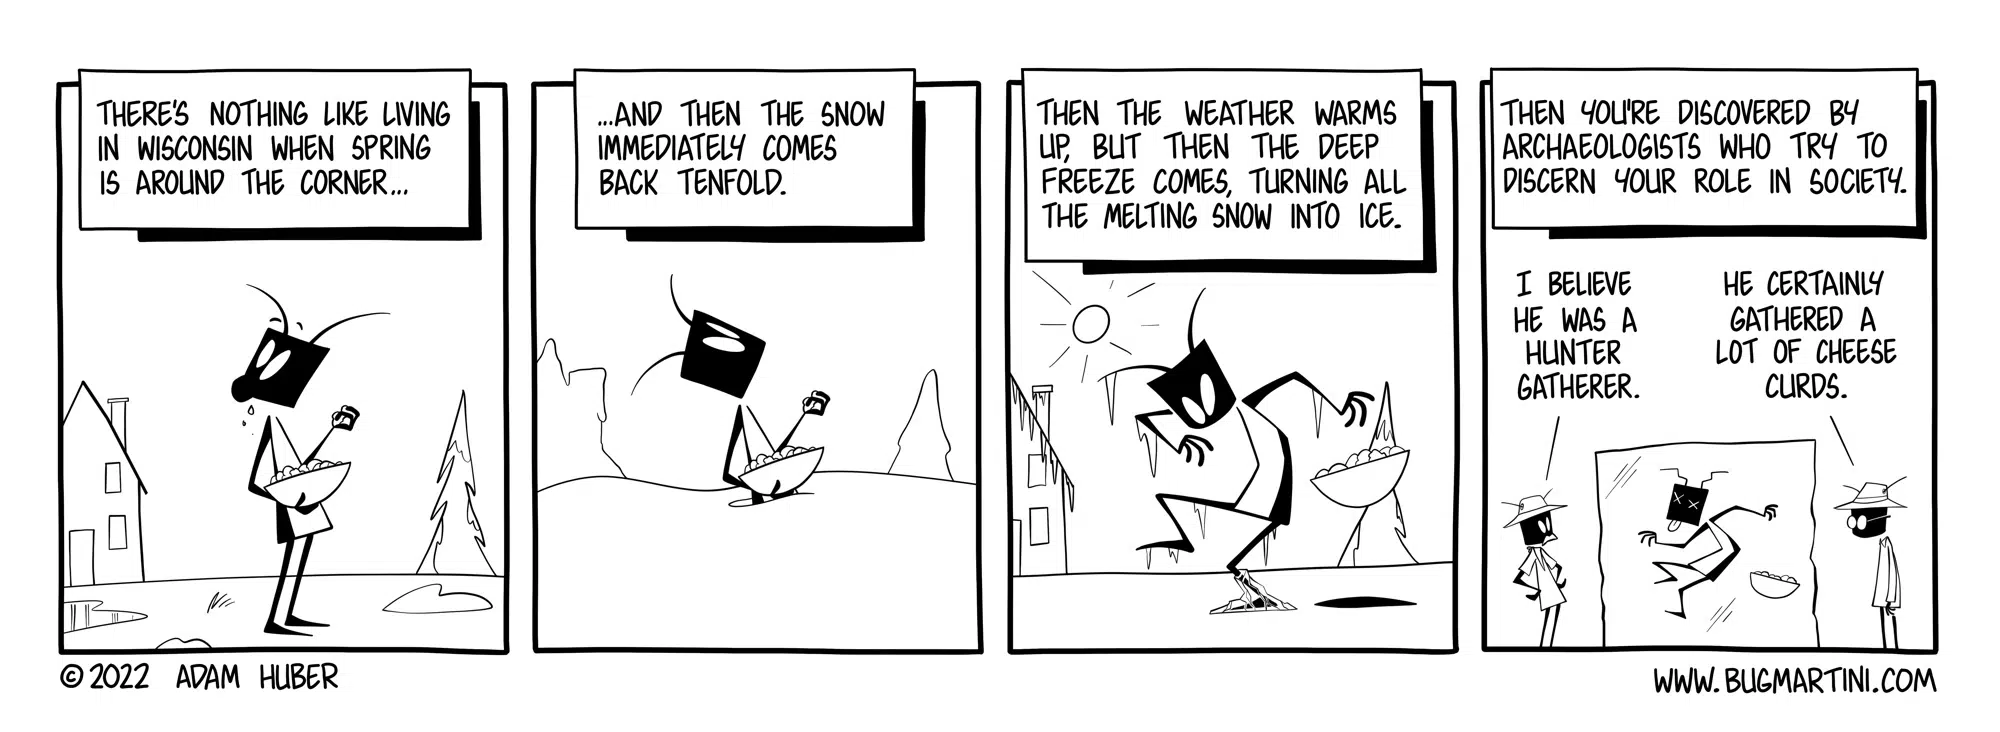 THERE'S NOTHING LIKE LIVING
IN WISCONSIN WHEN SPRING
IS AROUND THE CORNER...
...AND THEN THE SNOW
IMMEDIATELY COMES
BACK TENFOLD.
THEN THE WEATHER WARMS
UP, BUT THEN THE DEEP
FREEZE COMES, TURNING ALL
THE MELTING SNOW INTO ICE.
THEN YOU'RE DISCOVERED BY
ARCHAEOLOGISTS WHO TRY TO
DISCERN YOUR ROLE IN SOCIETY.
I BELIEVE
HE WAS A
HUNTER
GATHERER.
HE CERTAINLY
GATHERED A
LOT OF CHEESE
CURDS.
© 2022 ADAM HUBER
WWW.BUGMARTINI.COM